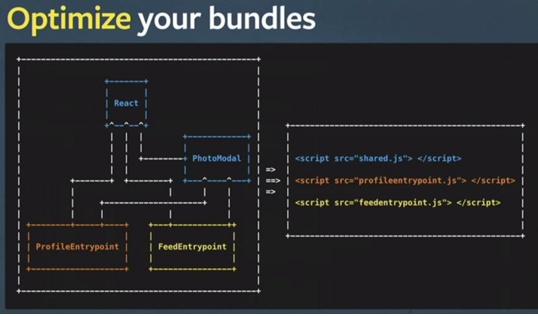 Optimize your bundles
React
PhotoModal
ProfileEntrypoint
FeedEntrypoint
=>
==>
=>
<script src="shared.js"> </script>
<script src="profileentrypoint.js"> </script>
<script src="feedentrypoint.js"> </script>